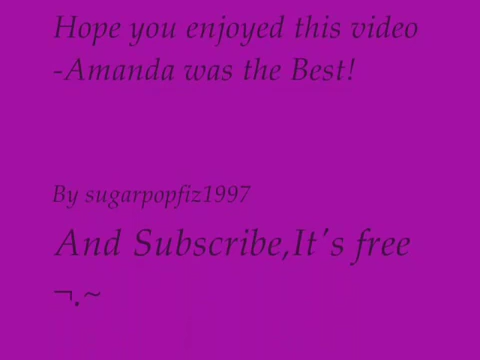 Hope you enjoyed this video
-Amanda was the Best!
By sugarpopfiz1997
And Subscribe,It's free
¬.~